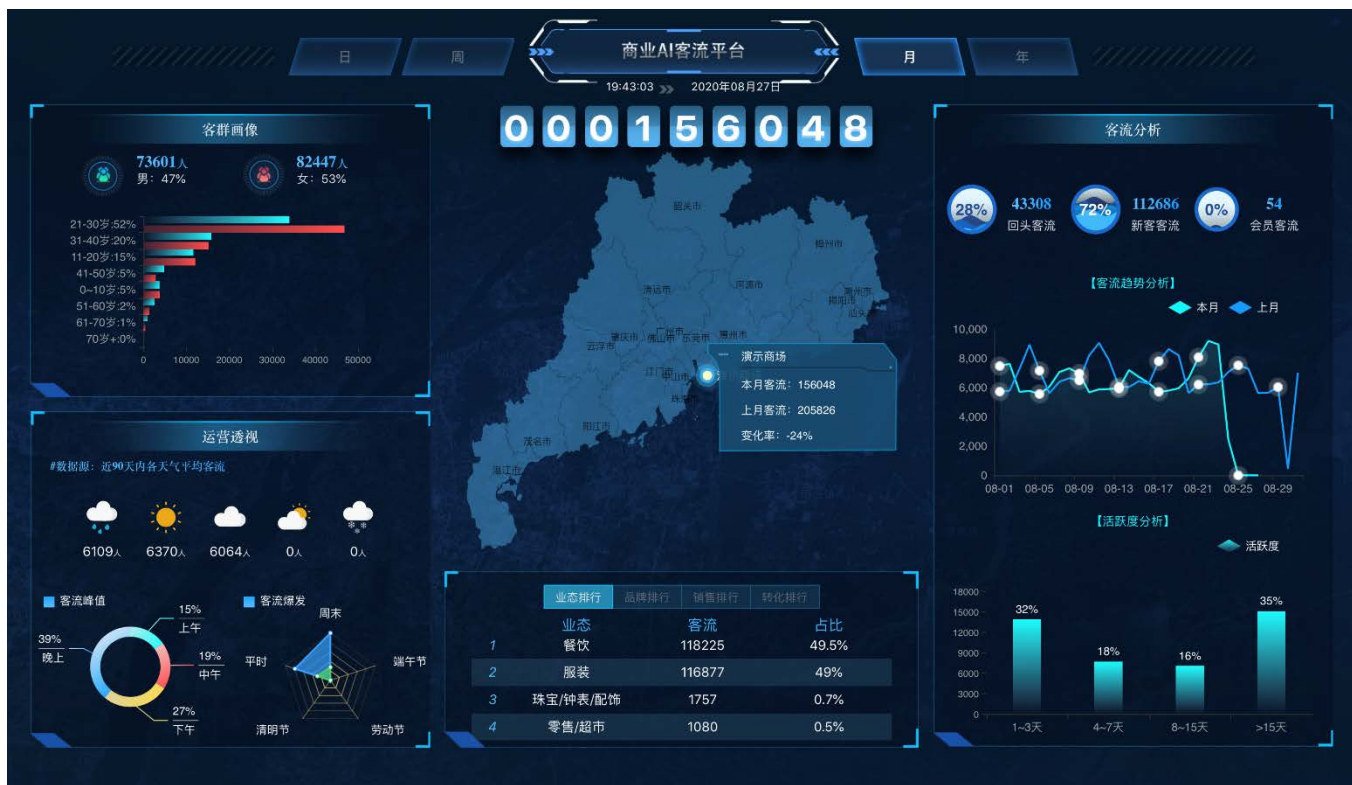 日
周
商业AI客流平台
月
年
19:43:03
2020年08月27日
000156048
客群画像
73601人
男: 47%
82447人
女: 53%
21-30岁:52%
31-40岁:20%
11-20岁:15%
41-50岁:5%
0~10岁:5%
51-60岁:2%
61-70岁:1%
70岁+:0%
0 10000 20000 30000 40000 50000
运营透视
#数据源: 近90天内各天气平均客流
6109人 6370人 6064人 0人 0人
客流峰值
15%
上午
39%
晚上
19%
中午
27%
下午
客流爆发
周末
平时
端午节
清明节
劳动节
韶关市
梅州市
清远市
河源市
潮州市
揭阳市
汕头
广州市
肇庆市
佛山市
东莞市
惠州市
云浮市
江门市
中山市
珠海
阳江市
茂名市
湛江市
演示商场
本月客流: 156048
上月客流: 205826
变化率: -24%
业态排行 品牌排行 销售排行 转化排行
业态 客流 占比
1 餐饮 118225 49.5%
2 服装 116877 49%
3 珠宝/钟表/配饰 1757 0.7%
4 零售/超市 1080 0.5%
客流分析
28%
43308
回头客流
72%
112686
新客客流
0%
54
会员客流
【客流趋势分析】
本月 上月
10,000
8,000
6,000
4,000
2,000
0
08-01 08-05 08-09 08-13 08-17 08-21 08-25 08-29
【活跃度分析】
活跃度
18000
15000
12000
9000
6000
3000
0
32%
18%
16%
35%
1~3天 4~7天 8~15天 >15天